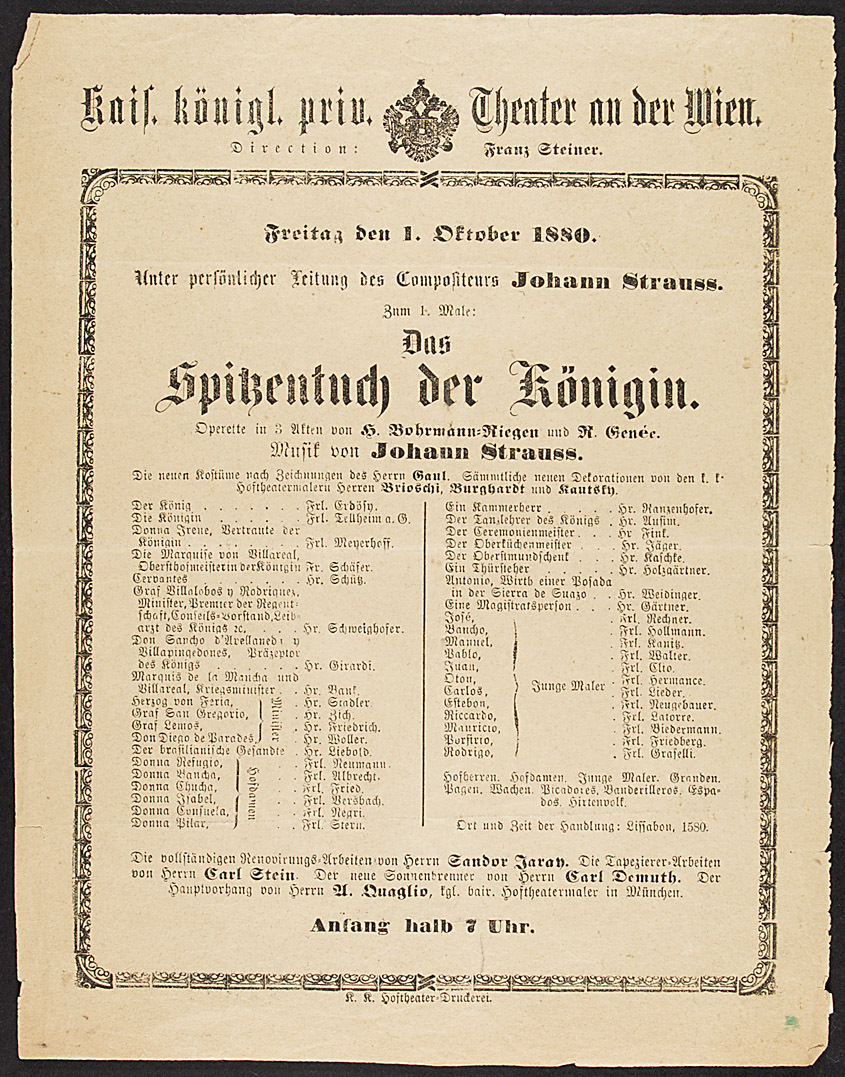 Kais. königl. priv. Theater an der Wien.
Direction: Franz Steiner.
Freitag den 1. Oktober 1880.
Unter persönlicher Leitung des Compositeurs Johann Strauss.
Zum 1. Male:
Das
Spitzentuch der Königin.
Operette in 3 Akten von H. Bohrmann-Riegen und R. Genée.
Musik von Johann Strauss.
Die neuen Kostüme nach Zeichnungen des Herrn Gaul. Sämmtliche neuen Dekorationen von den k. k.
Hoftheatermalern Herren Brioschi, Burghardt und Kautsky.
Der König . . . . . . . Frl. Erdösy.
Die Königin . . . . . . Frl. Tellheim a. G.
Donna Irene, Vertraute der
Königin . . . . . . . Frl. Meyerhoff.
Die Marquise von Villareal,
Obersthofmeisterin der Königin Fr. Schäfer.
Cervantes . . . . . . . Hr. Schütz.
Graf Villalobos y Rodriguez,
Minister, Premier der Regent-
schaft, Conseils-Vorstand, Leib-
arzt des Königs ꝛc. . . . Hr. Schweighofer.
Don Sancho d'Avellaneda y
Villapinqedones, Präzeptor
des Königs . . . . . . Hr. Girardi.
Marquis de la Mancha und
Villareal, Kriegsminister . . Hr. Bauk.
Herzog von Feria, . . Hr. Stadler.
Graf San Gregorio, . . Hr. Zich.
Graf Lemos, . . Hr. Friedrich.
Don Diego de Parades, . . Hr. Woller.
Minister
Der brasilianische Gesandte . Hr. Liebold.
Donna Refugio, . . Frl. Neumann.
Donna Vancha, . . Frl. Albrecht.
Donna Chucha, . . Frl. Fried.
Donna Isabel, . . Frl. Versbach.
Donna Consuela, . . Frl. Negri.
Donna Pilar, . . Frl. Stern.
Hofdamen
Ein Kammerherr . . . . . Hr. Ranzenhofer.
Der Tanzlehrer des Königs . Hr. Ausim.
Der Ceremonienmeister . . . Hr. Fink.
Der Oberküchenmeister . . . Hr. Jäger.
Der Oberstmundschenk . . . Hr. Kaschke.
Ein Thürsteher . . . . . Hr. Holzgärtner.
Antonio, Wirth einer Posada
in der Sierra de Suazo . . Hr. Weidinger.
Eine Magistratsperson . . . Hr. Gärtner.
José, . Frl. Rechner.
Vancho, . Frl. Hollmann.
Manuel, . Frl. Kanitz.
Pablo, . Frl. Walter.
Juan, . Frl. Clio.
Oton, . Frl. Hermance.
Carlos, Junge Maler . Frl. Lieder.
Estebon, . Frl. Neugebauer.
Riccardo, . Frl. Latorre.
Mauricio, . Frl. Biedermann.
Porfirio, . Frl. Friedberg.
Rodrigo, . Frl. Graselli.
Hofherren. Hofdamen. Junge Maler. Granden.
Pagen. Wachen. Picadores, Banderilleros, Espa-
dos, Hirtenvolk.
Ort und Zeit der Handlung: Lissabon, 1580.
Die vollständigen Renovirungs-Arbeiten von Herrn Sandor Jaray. Die Tapezierer-Arbeiten
von Herrn Carl Stein. Der neue Sonnenbrenner von Herrn Carl Demuth. Der
Hauptvorhang von Herrn A. Quaglio, kgl. bair. Hoftheatermaler in München.
Anfang halb 7 Uhr.
K. K. Hoftheater-Druckerei.